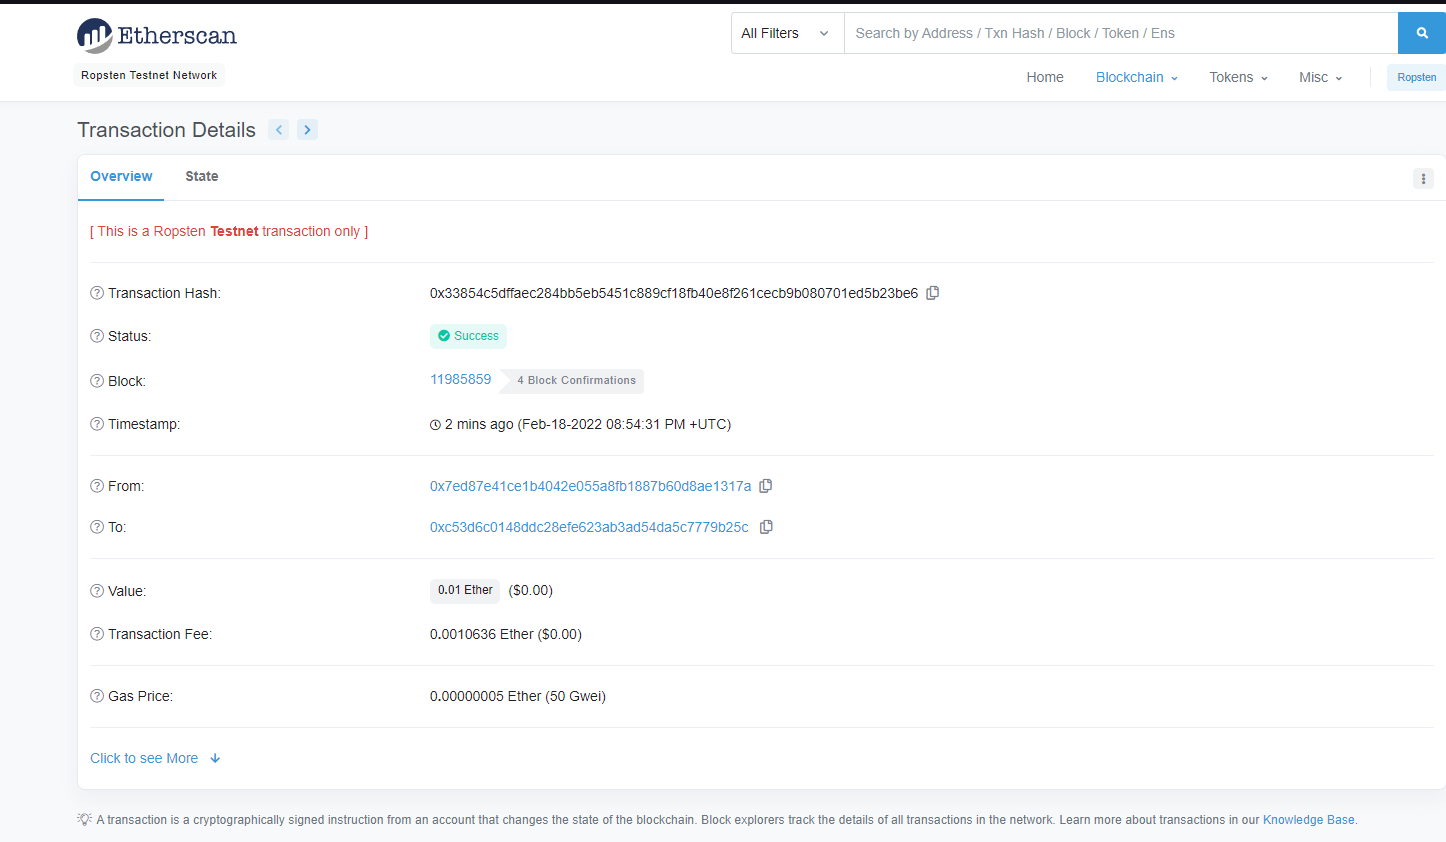 Etherscan
All Filters
Search by Address / Txn Hash / Block / Token / Ens
Ropsten Testnet Network
Home
Blockchain
Tokens
Misc
Ropsten
Transaction Details
Overview
State
[ This is a Ropsten Testnet transaction only ]
Transaction Hash:
0x33854c5dffaec284bb5eb5451c889cf18fb40e8f261cecb9b080701ed5b23be6
Status:
Success
Block:
11985859
4 Block Confirmations
Timestamp:
2 mins ago (Feb-18-2022 08:54:31 PM +UTC)
From:
0x7ed87e41ce1b4042e055a8fb1887b60d8ae1317a
To:
0xc53d6c0148ddc28efe623ab3ad54da5c7779b25c
Value:
0.01 Ether ($0.00)
Transaction Fee:
0.0010636 Ether ($0.00)
Gas Price:
0.00000005 Ether (50 Gwei)
Click to see More
A transaction is a cryptographically signed instruction from an account that changes the state of the blockchain. Block explorers track the details of all transactions in the network. Learn more about transactions in our Knowledge Base.